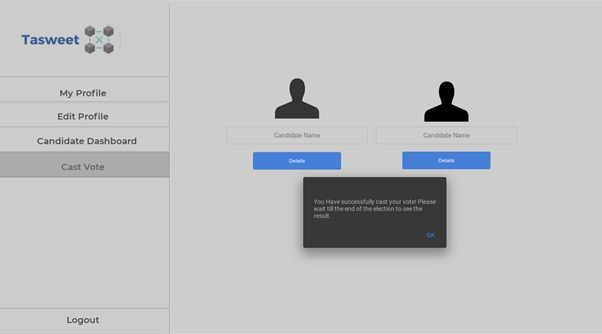 Tasweet
My Profile
Edit Profile
Candidate Dashboard
Cast Vote
Logout
Candidate Name
Candidate Name
Details
Details
You Have successfully cast your vote! Please
wait till the end of the election to see the
result.
OK